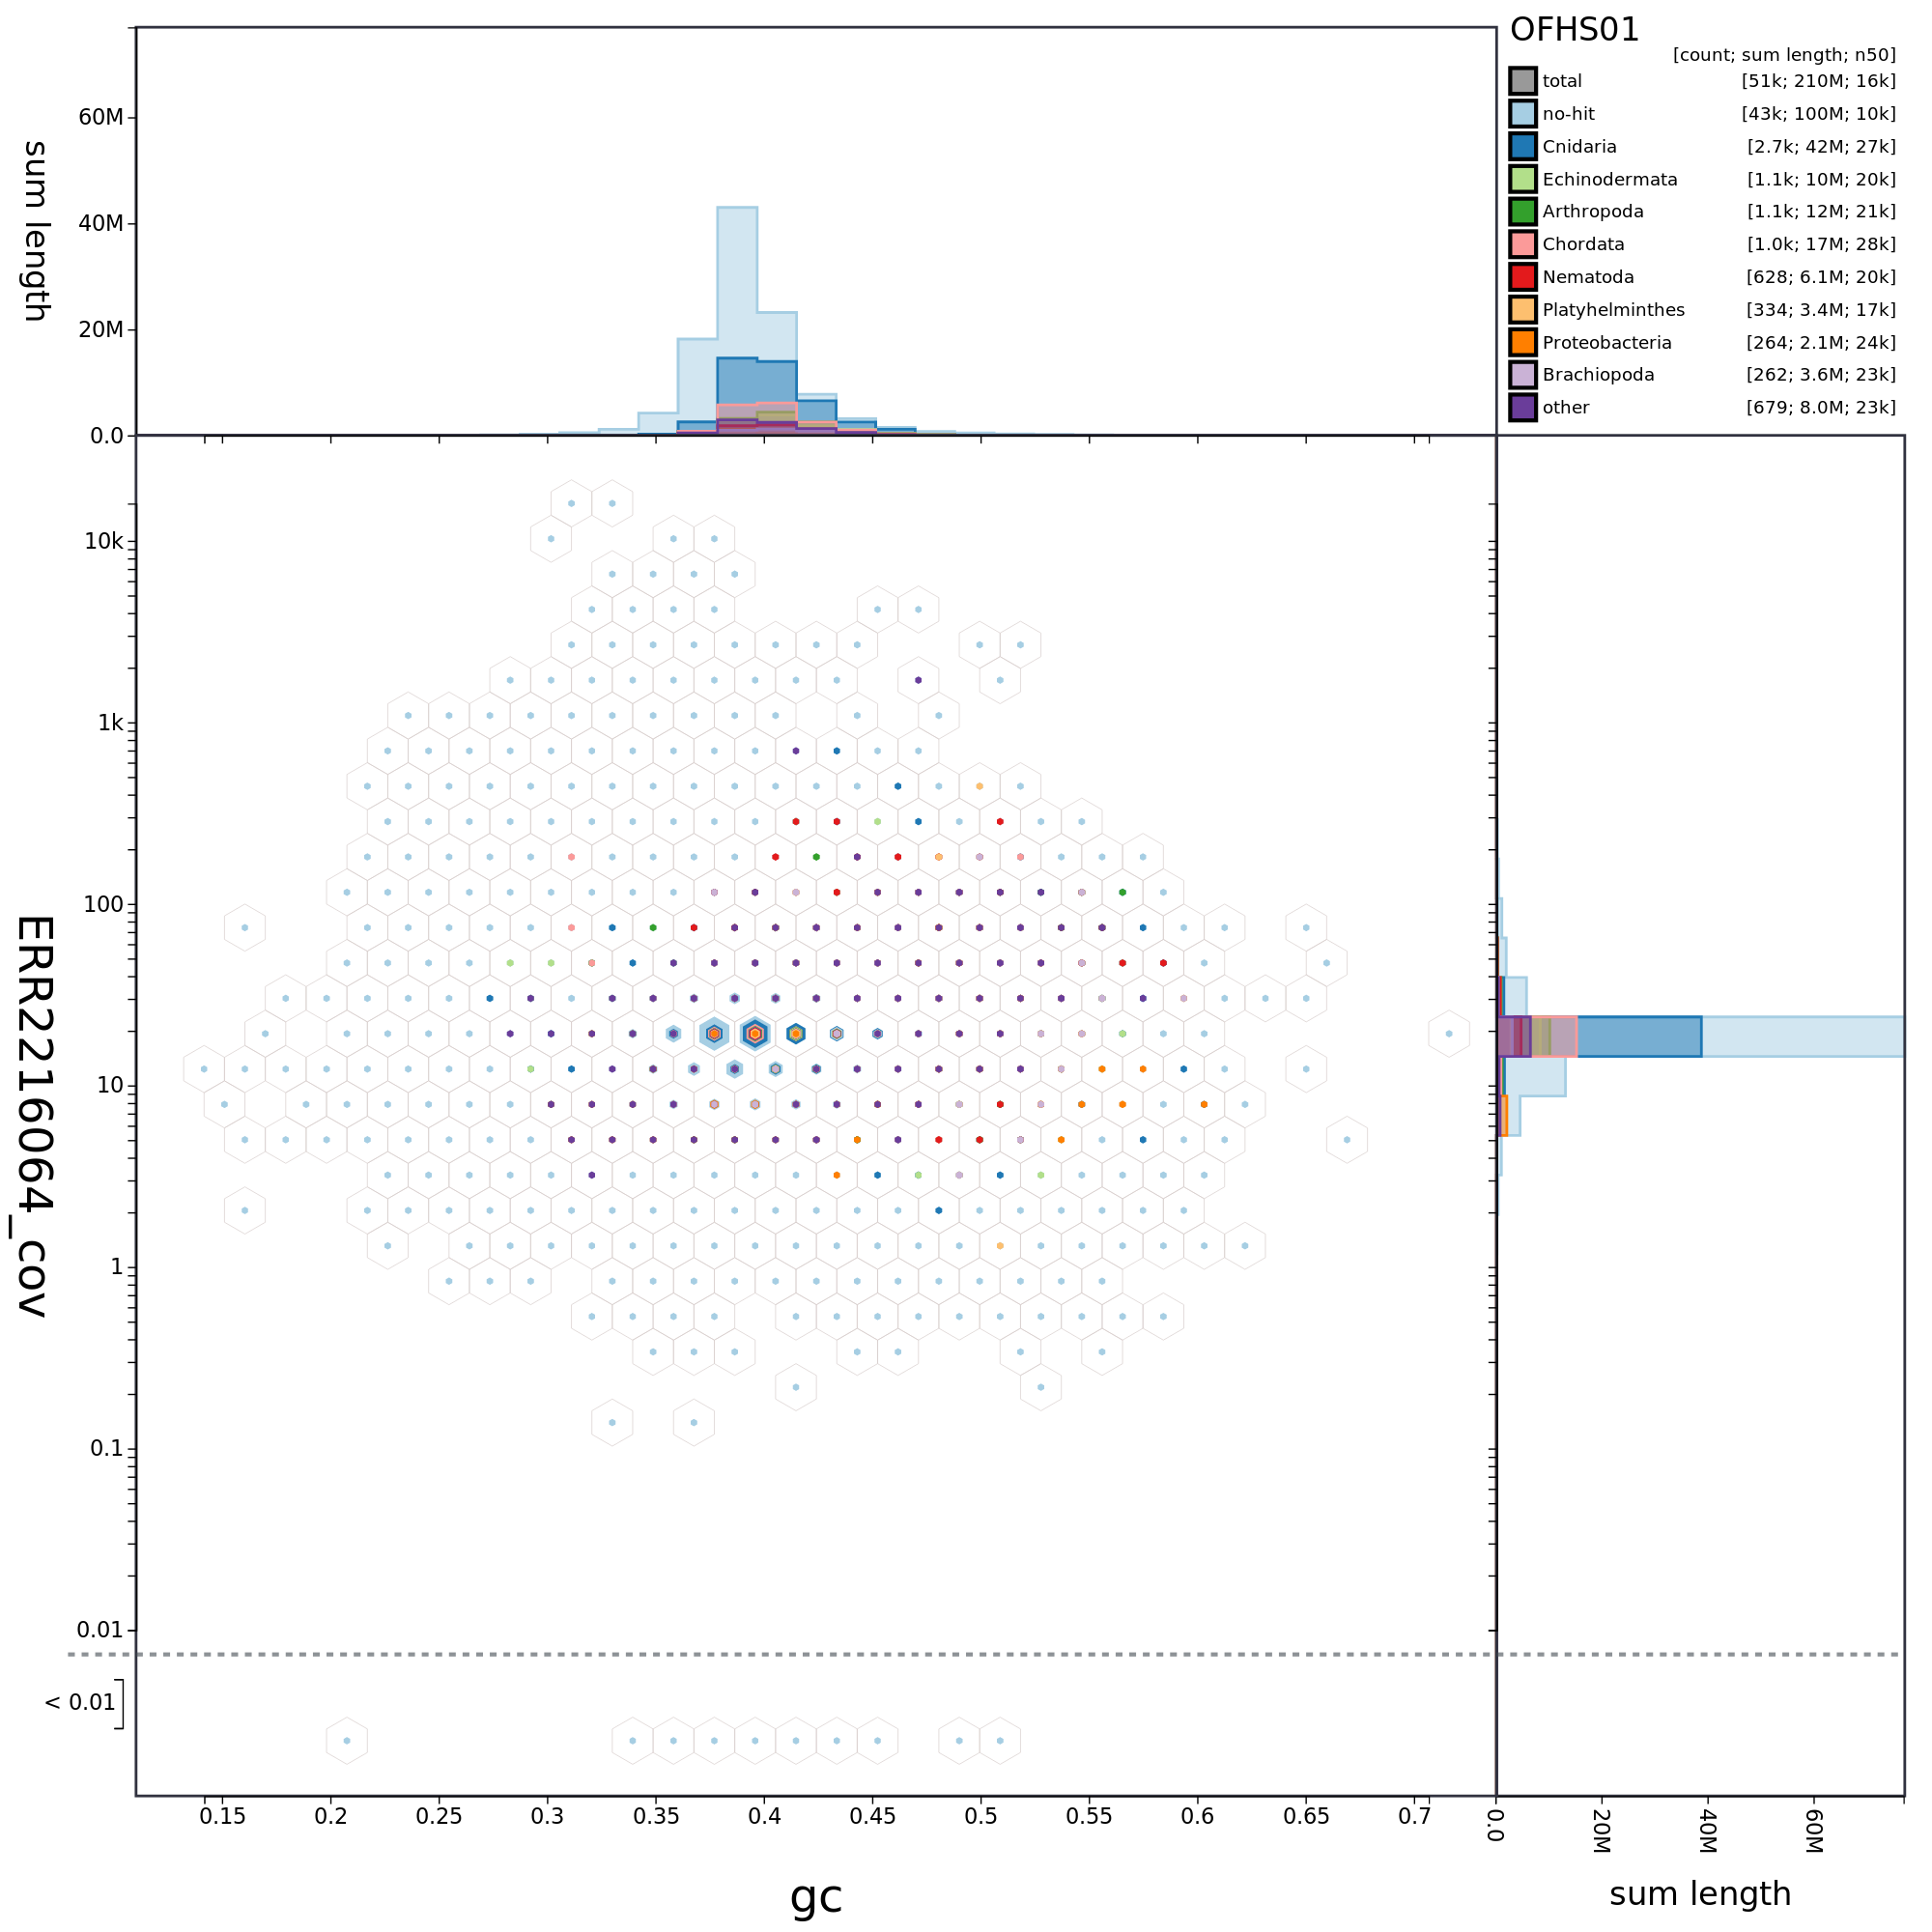 OFHS01
[count; sum length; n50]
total [51k; 210M; 16k]
no-hit [43k; 100M; 10k]
Cnidaria [2.7k; 42M; 27k]
Echinodermata [1.1k; 10M; 20k]
Arthropoda [1.1k; 12M; 21k]
Chordata [1.0k; 17M; 28k]
Nematoda [628; 6.1M; 20k]
Platyhelminthes [334; 3.4M; 17k]
Proteobacteria [264; 2.1M; 24k]
Brachiopoda [262; 3.6M; 23k]
other [679; 8.0M; 23k]
sum length
60M
40M
20M
0.0
ERR2216064_cov
10k
1k
100
10
1
0.1
0.01
< 0.01
0.15 0.2 0.25 0.3 0.35 0.4 0.45 0.5 0.55 0.6 0.65 0.7
gc
0.0 20M 40M 60M
sum length